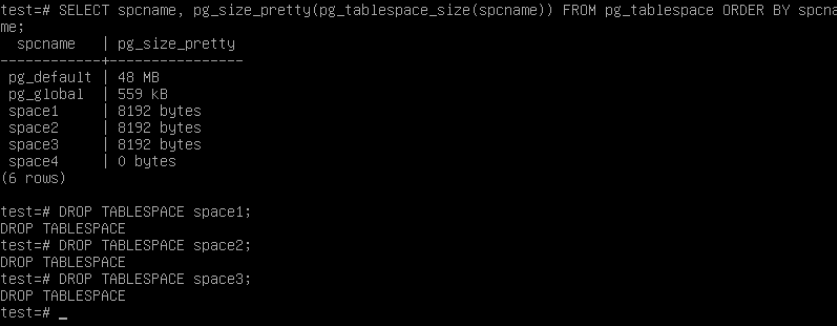 test=# SELECT spcname, pg_size_pretty(pg_tablespace_size(spcname)) FROM pg_tablespace ORDER BY spcna
me;
  spcname   | pg_size_pretty
------------+----------------
 pg_default | 48 MB
 pg_global  | 559 kB
 space1     | 8192 bytes
 space2     | 8192 bytes
 space3     | 8192 bytes
 space4     | 0 bytes
(6 rows)

test=# DROP TABLESPACE space1;
DROP TABLESPACE
test=# DROP TABLESPACE space2;
DROP TABLESPACE
test=# DROP TABLESPACE space3;
DROP TABLESPACE
test=# _